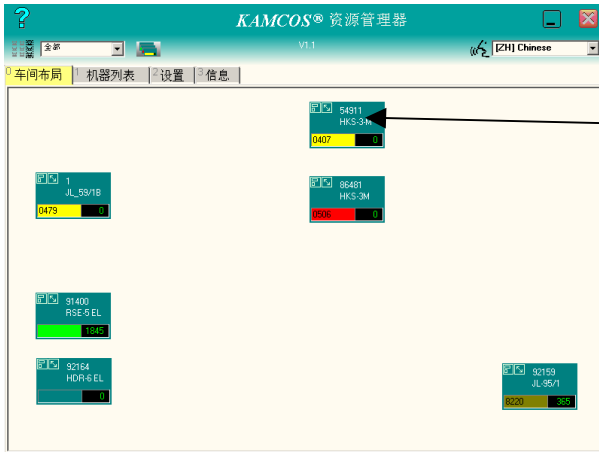 ?
KAMCOS® 资源管理器
全部
V1.1
[ZH] Chinese
0 车间布局
1 机器列表
2 设置
3 信息
54911
HKS-3-M
0407 0
1
JL_59/1B
0479 0
86481
HKS-3M
0506 0
91400
RSE-5 EL
1845
92164
HDR-6 EL
0
92159
JL-95/1
8220 365